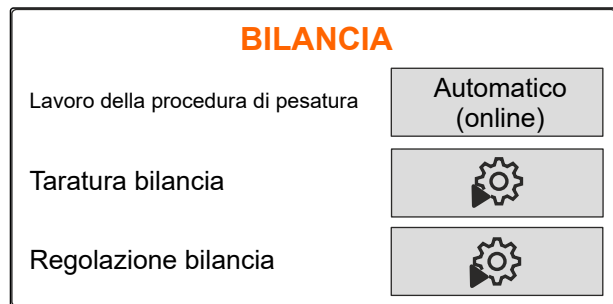 BILANCIA
Lavoro della procedura di pesatura
Automatico
(online)
Taratura bilancia
Regolazione bilancia